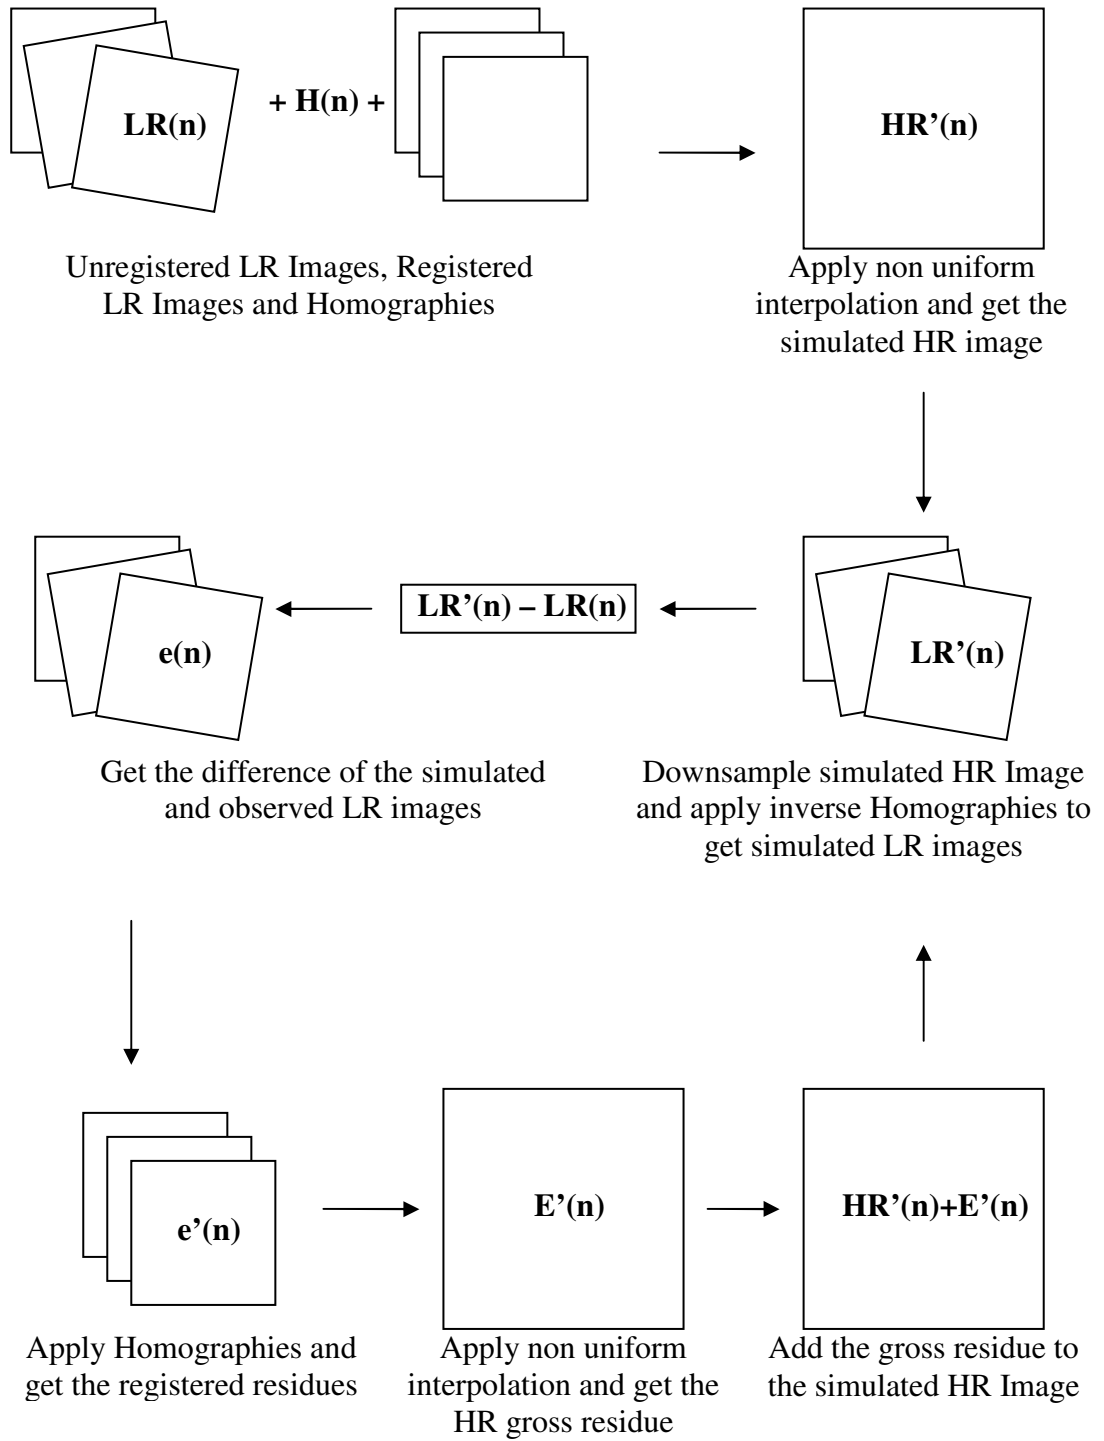 LR(n)
+ H(n) +
HR’(n)
Unregistered LR Images, Registered
LR Images and Homographies
Apply non uniform
interpolation and get the
simulated HR image
e(n)
LR’(n) – LR(n)
LR’(n)
Get the difference of the simulated
and observed LR images
Downsample simulated HR Image
and apply inverse Homographies to
get simulated LR images
e’(n)
E’(n)
HR’(n)+E’(n)
Apply Homographies and
get the registered residues
Apply non uniform
interpolation and get the
HR gross residue
Add the gross residue to
the simulated HR Image